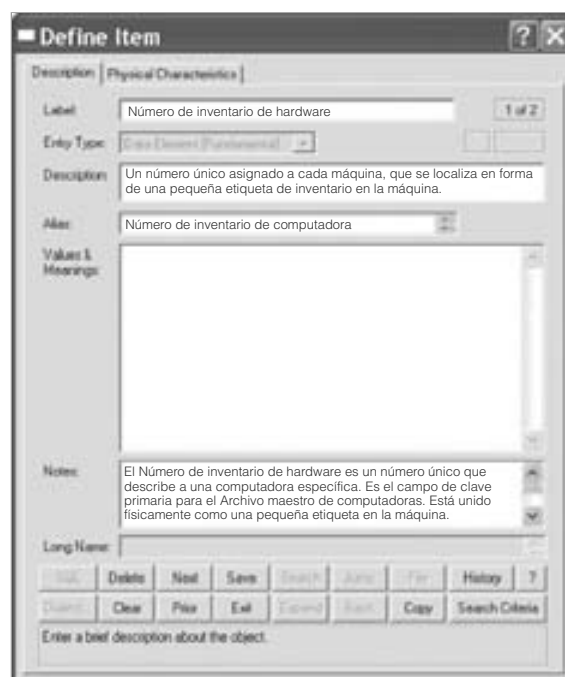 Define Item
Description Physical Characteristics
Label: Número de inventario de hardware 1 of 2
Entry Type: Data Element [Fundamental]
Description: Un número único asignado a cada máquina, que se localiza en forma
de una pequeña etiqueta de inventario en la máquina.
Alias: Número de inventario de computadora
Values &
Meanings:
Notes: El Número de inventario de hardware es un número único que
describe a una computadora específica. Es el campo de clave
primaria para el Archivo maestro de computadoras. Está unido
físicamente como una pequeña etiqueta en la máquina.
Long Name:
SQL Delete Next Save Search Jump File History ?
Clear Prior Exit Expand Back Copy Search Criteria
Enter a brief description about the object.